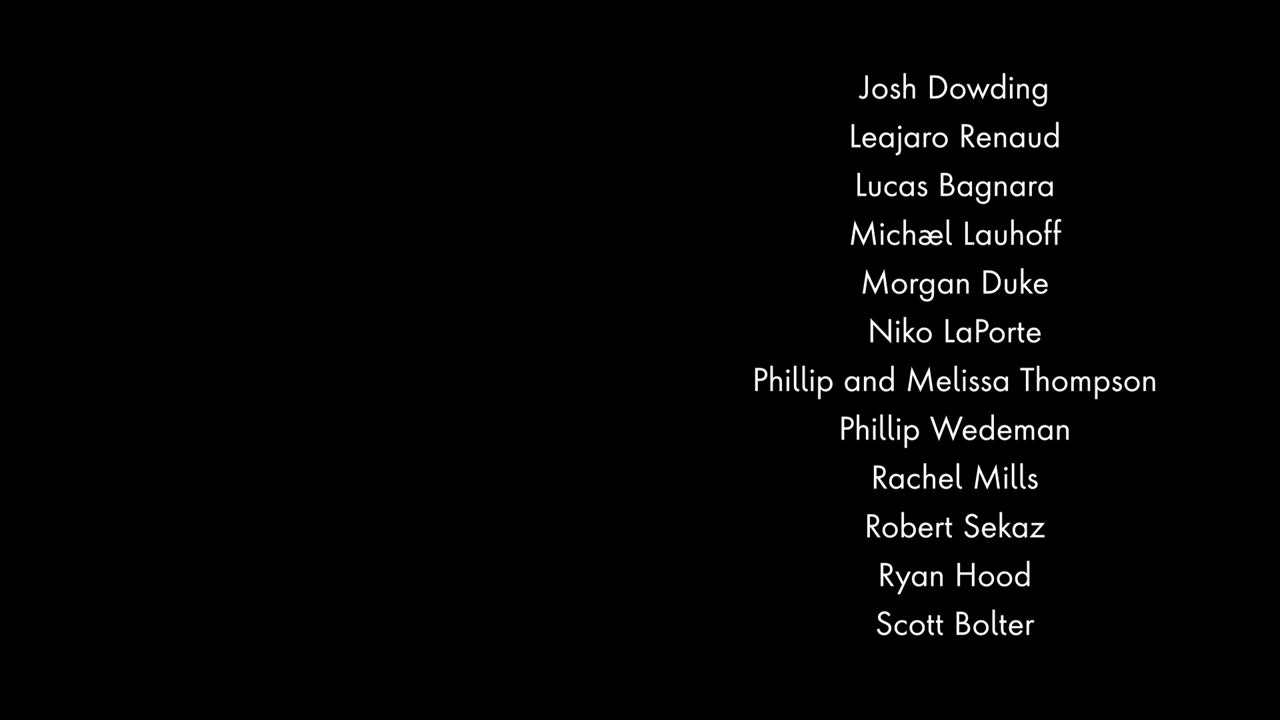 Josh Dowding
Leajaro Renaud
Lucas Bagnara
Michæl Lauhoff
Morgan Duke
Niko LaPorte
Phillip and Melissa Thompson
Phillip Wedeman
Rachel Mills
Robert Sekaz
Ryan Hood
Scott Bolter